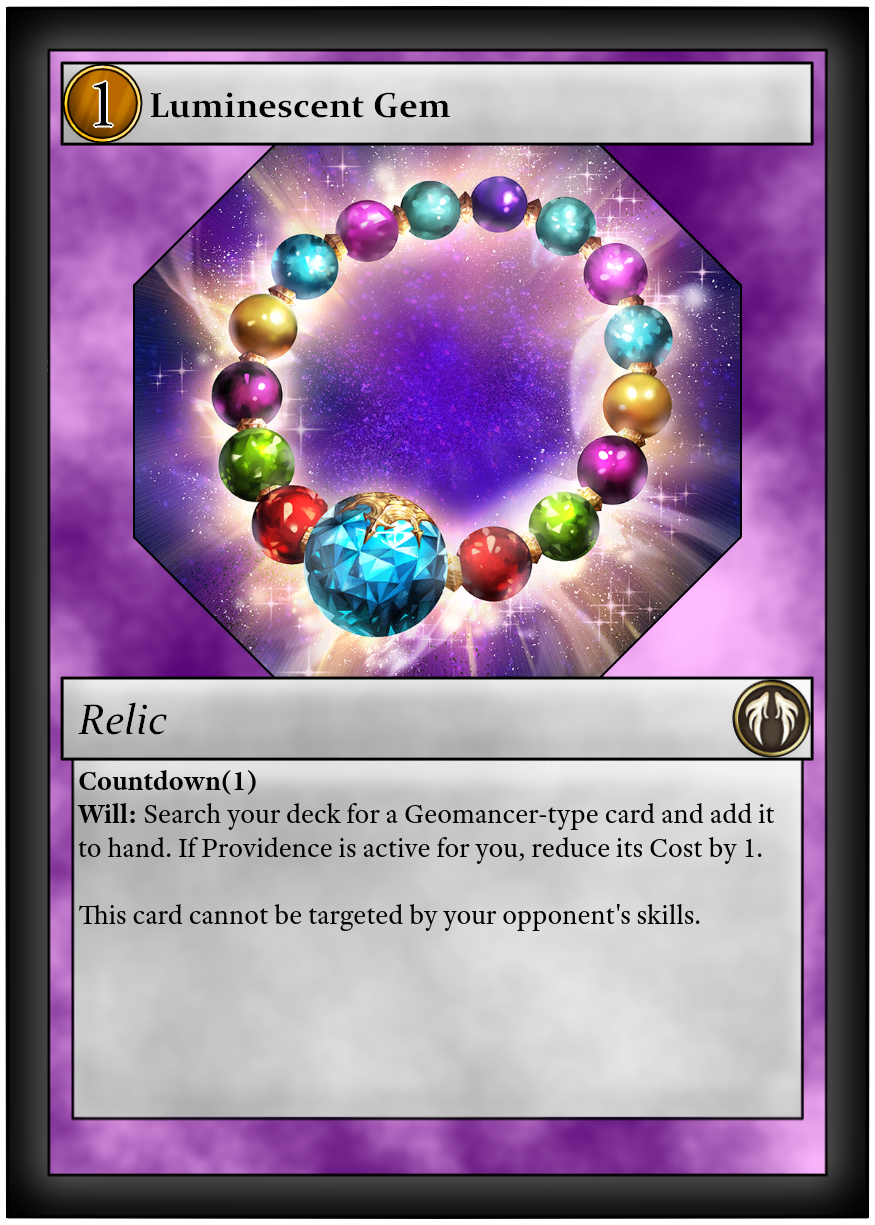 1 Luminescent Gem
Relic
Countdown(1)
Will: Search your deck for a Geomancer-type card and add it
to hand. If Providence is active for you, reduce its Cost by 1.
This card cannot be targeted by your opponent's skills.